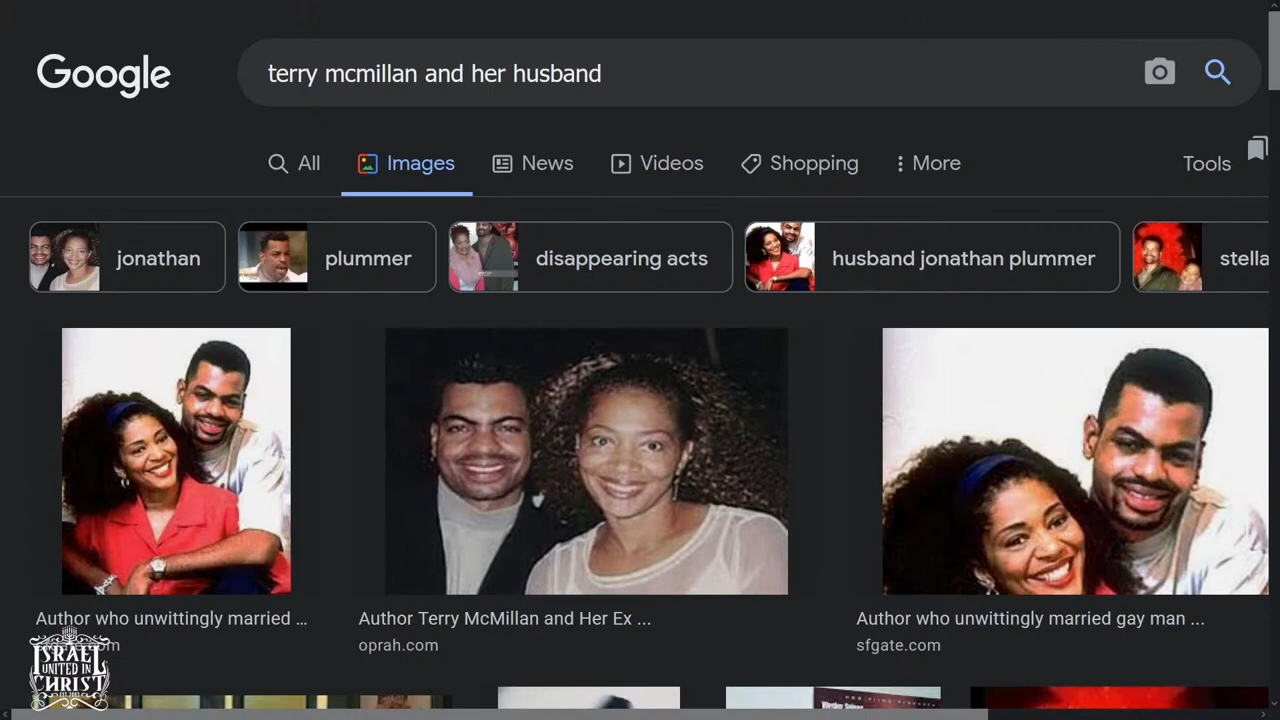 Google
terry mcmillan and her husband
All
Images
News
Videos
Shopping
More
Tools
jonathan
plummer
disappearing acts
husband jonathan plummer
stella
Author who unwittingly married ...
Author Terry McMillan and Her Ex ...
oprah.com
Author who unwittingly married gay man ...
sfgate.com
ISRAEL
UNITED IN
CHRIST